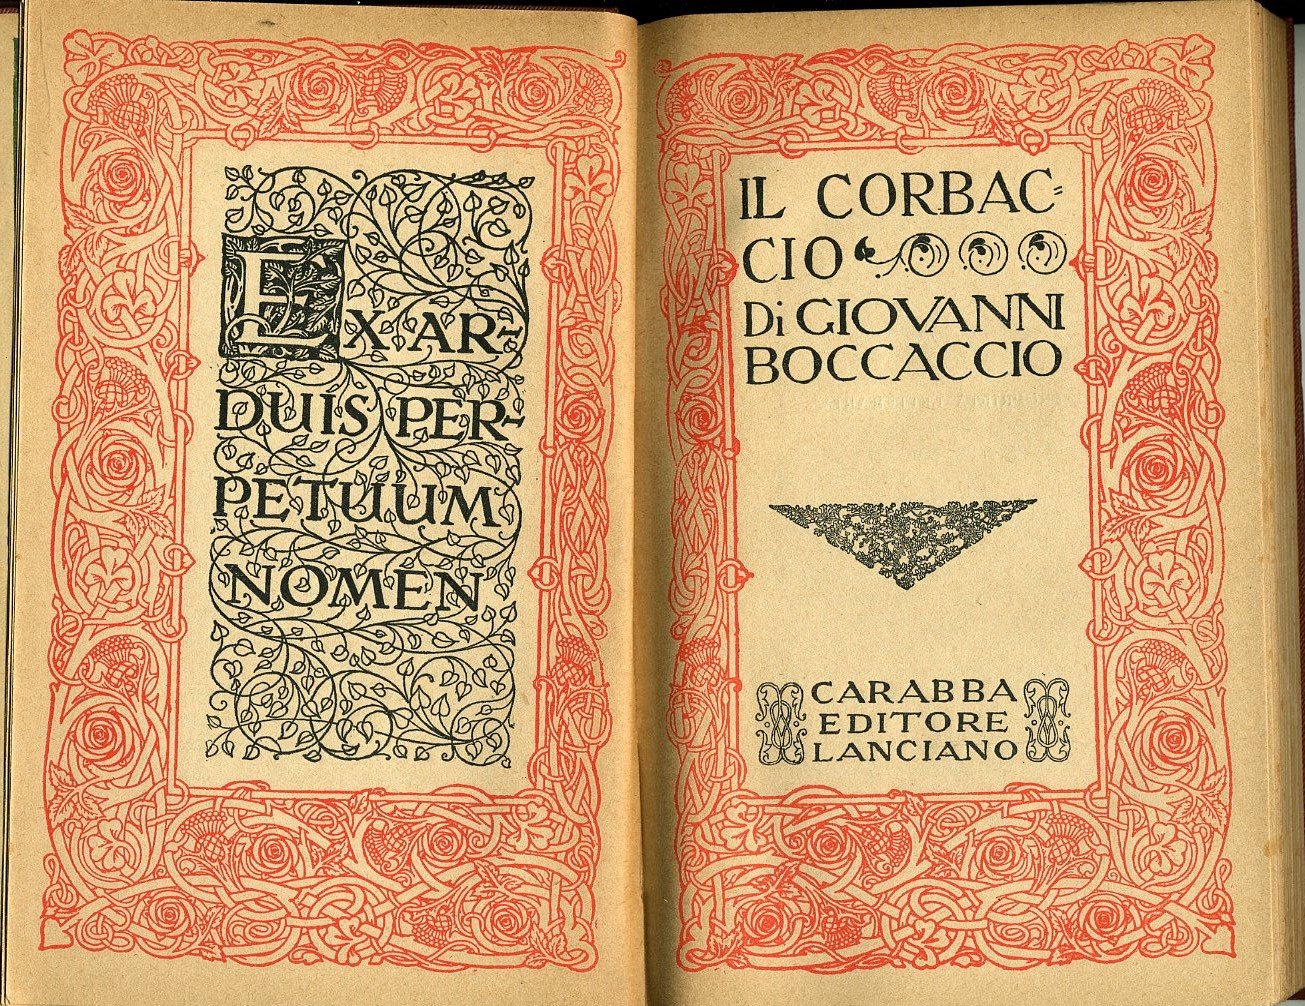 EX·AR-
DUIS PER-
PETUUM
NOMEN
IL CORBAC=
CIO
Di GIOVANNI
BOCCACCIO
CARABBA
EDITORE
LANCIANO